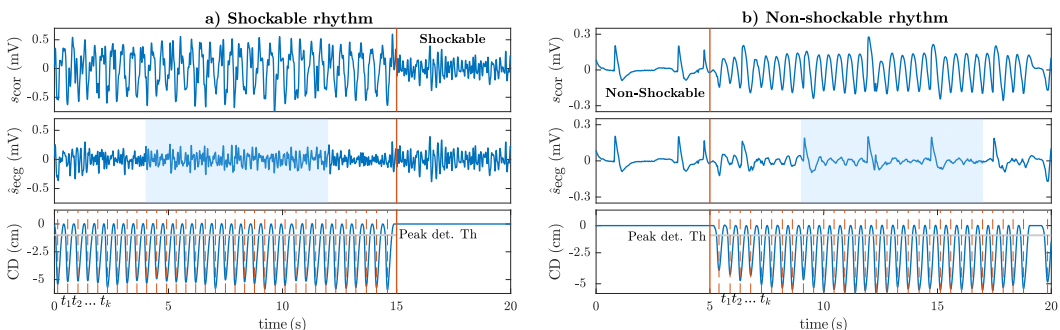 a) Shockable rhythm
0.5
0
-0.5
s_cor (mV)
Shockable
0.5
0
-0.5
ŝ_ecg (mV)
0
-2.5
-5
CD (cm)
Peak det. Th
t₁t₂... t_k
0 5 10 15 20
time (s)
b) Non-shockable rhythm
0.3
0
-0.3
s_cor (mV)
Non-Shockable
0.3
0
-0.3
ŝ_ecg (mV)
0
-2.5
-5
CD (cm)
Peak det. Th
t₁t₂... t_k
0 5 10 15 20
time (s)